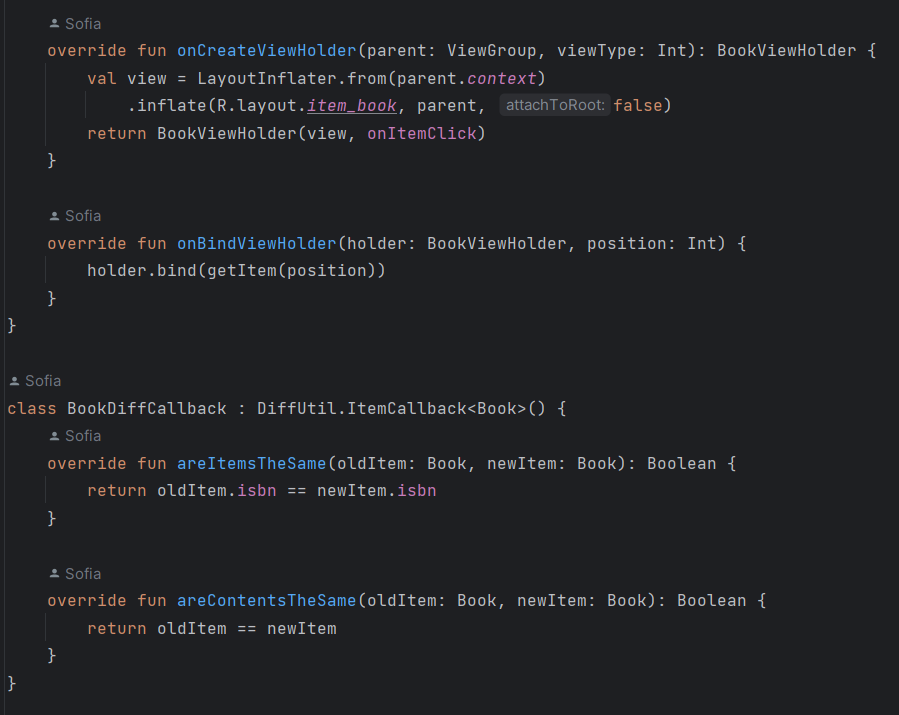 Sofia
override fun onCreateViewHolder(parent: ViewGroup, viewType: Int): BookViewHolder {
val view = LayoutInflater.from(parent.context)
.inflate(R.layout.item_book, parent, attachToRoot: false)
return BookViewHolder(view, onItemClick)
}
Sofia
override fun onBindViewHolder(holder: BookViewHolder, position: Int) {
holder.bind(getItem(position))
}
}
Sofia
class BookDiffCallback : DiffUtil.ItemCallback<Book>() {
Sofia
override fun areItemsTheSame(oldItem: Book, newItem: Book): Boolean {
return oldItem.isbn == newItem.isbn
}
Sofia
override fun areContentsTheSame(oldItem: Book, newItem: Book): Boolean {
return oldItem == newItem
}
}